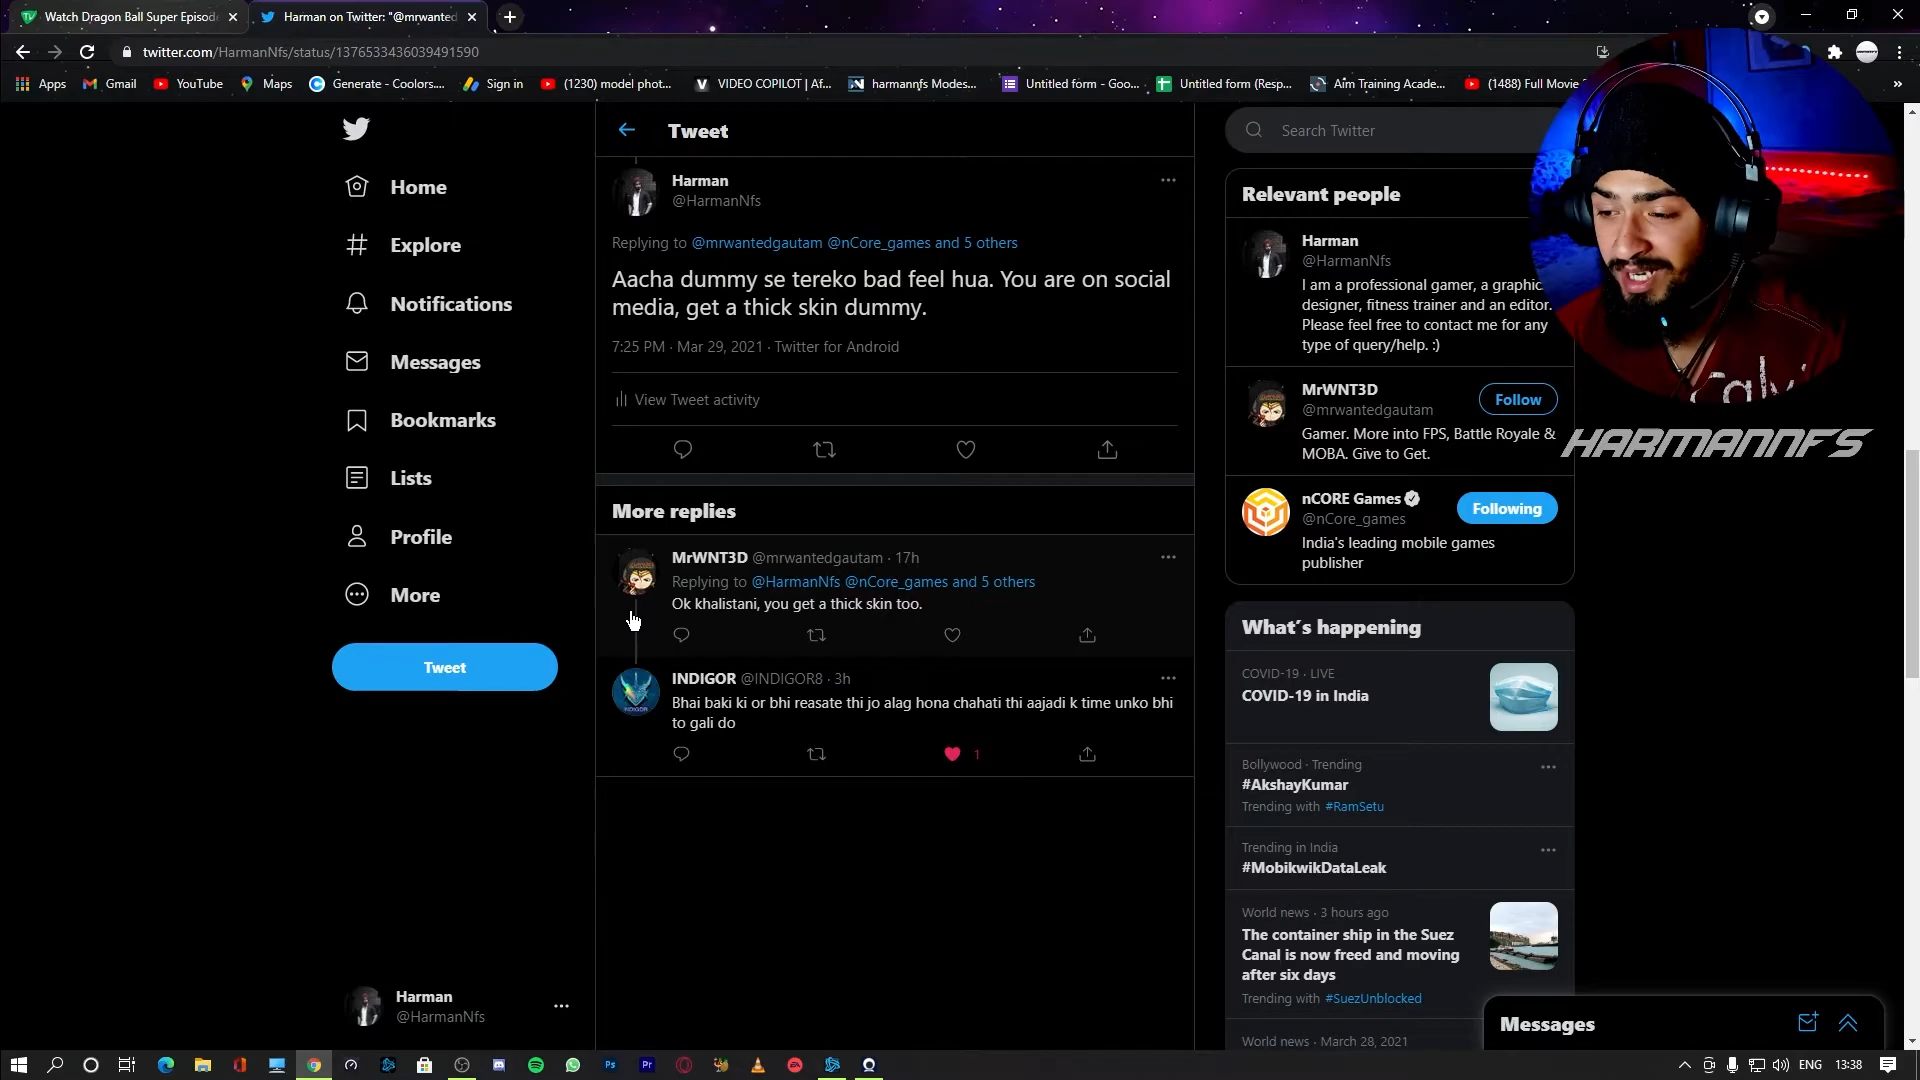 Watch Dragon Ball Super Episod
Harman on Twitter: "@mrwanted
twitter.com/HarmanNfs/status/1376533436039491590
Apps
Gmail
YouTube
Maps
Generate - Coolors....
Sign in
(1230) model phot...
VIDEO COPILOT | Af...
harmannfs Modes...
Untitled form - Goo...
Untitled form (Resp...
Aim Training Acade...
(1488) Full Movie
Home
Explore
Notifications
Messages
Bookmarks
Lists
Profile
More
Tweet
Harman
@HarmanNfs
Tweet
Harman
@HarmanNfs
Replying to @mrwantedgautam @nCore_games and 5 others
Aacha dummy se tereko bad feel hua. You are on social
media, get a thick skin dummy.
7:25 PM · Mar 29, 2021 · Twitter for Android
View Tweet activity
More replies
MrWNT3D @mrwantedgautam · 17h
Replying to @HarmanNfs @nCore_games and 5 others
Ok khalistani, you get a thick skin too.
INDIGOR @INDIGOR8 · 3h
Bhai baki ki or bhi reasate thi jo alag hona chahati thi aajadi k time unko bhi
to gali do
1
Search Twitter
Relevant people
Harman
@HarmanNfs
I am a professional gamer, a graphic
designer, fitness trainer and an editor.
Please feel free to contact me for any
type of query/help. :)
MrWNT3D
@mrwantedgautam
Follow
Gamer. More into FPS, Battle Royale &
MOBA. Give to Get.
nCORE Games
@nCore_games
Following
India's leading mobile games
publisher
HARMANNFS
What's happening
COVID-19 · LIVE
COVID-19 in India
Bollywood · Trending
#AkshayKumar
Trending with #RamSetu
Trending in India
#MobikwikDataLeak
World news · 3 hours ago
The container ship in the Suez
Canal is now freed and moving
after six days
Trending with #SuezUnblocked
World news · March 28, 2021
Messages
ENG
13:38